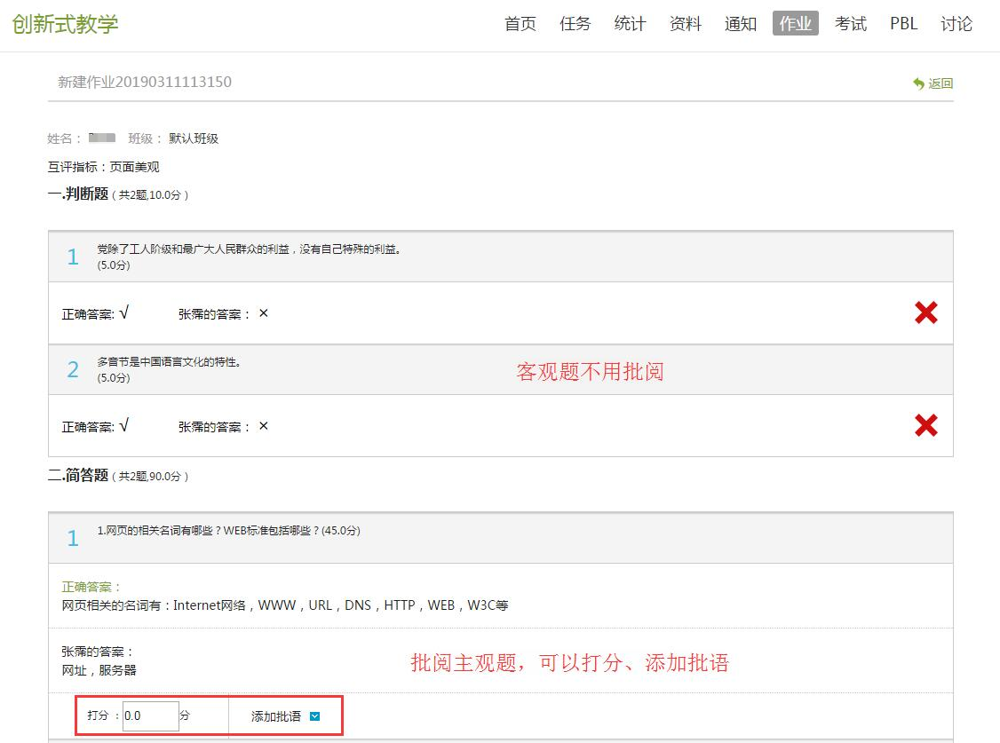 创新式教学
首页 任务 统计 资料 通知 作业 考试 PBL 讨论
新建作业20190311113150
返回
姓名： 班级： 默认班级
互评指标：页面美观
一.判断题（共2题,10.0分）
1 党除了工人阶级和最广大人民群众的利益，没有自己特殊的利益。
(5.0分)
正确答案: √ 张霈的答案： ×
2 多音节是中国语言文化的特性。
(5.0分)
客观题不用批阅
正确答案: √ 张霈的答案： ×
二.简答题（共2题,90.0分）
1 1.网页的相关名词有哪些？WEB标准包括哪些？(45.0分)
正确答案：
网页相关的名词有：Internet网络，WWW，URL，DNS，HTTP，WEB，W3C等
张霈的答案：
网址，服务器
批阅主观题，可以打分、添加批语
打分 ：0.0 分 添加批语